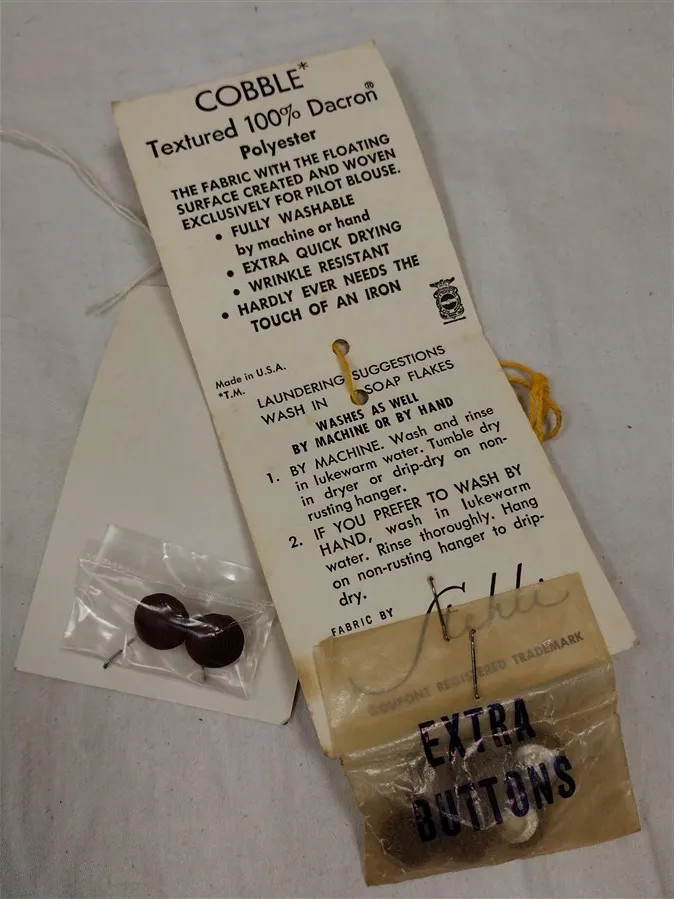 COBBLE*
Textured 100% Dacron®
Polyester
THE FABRIC WITH THE FLOATING
SURFACE CREATED AND WOVEN
EXCLUSIVELY FOR PILOT BLOUSE.
• FULLY WASHABLE
by machine or hand
• EXTRA QUICK DRYING
• WRINKLE RESISTANT
• HARDLY EVER NEEDS THE
TOUCH OF AN IRON
Made in U.S.A.
*T.M.
LAUNDERING SUGGESTIONS
WASH IN SOAP FLAKES
WASHES AS WELL
BY MACHINE OR BY HAND
1. BY MACHINE. Wash and rinse
in lukewarm water. Tumble dry
in dryer or drip-dry on non-
rusting hanger.
2. IF YOU PREFER TO WASH BY
HAND, wash in lukewarm
water. Rinse thoroughly. Hang
on non-rusting hanger to drip-
dry.
FABRIC BY Stehli
DUPONT REGISTERED TRADEMARK
EXTRA
BUTTONS